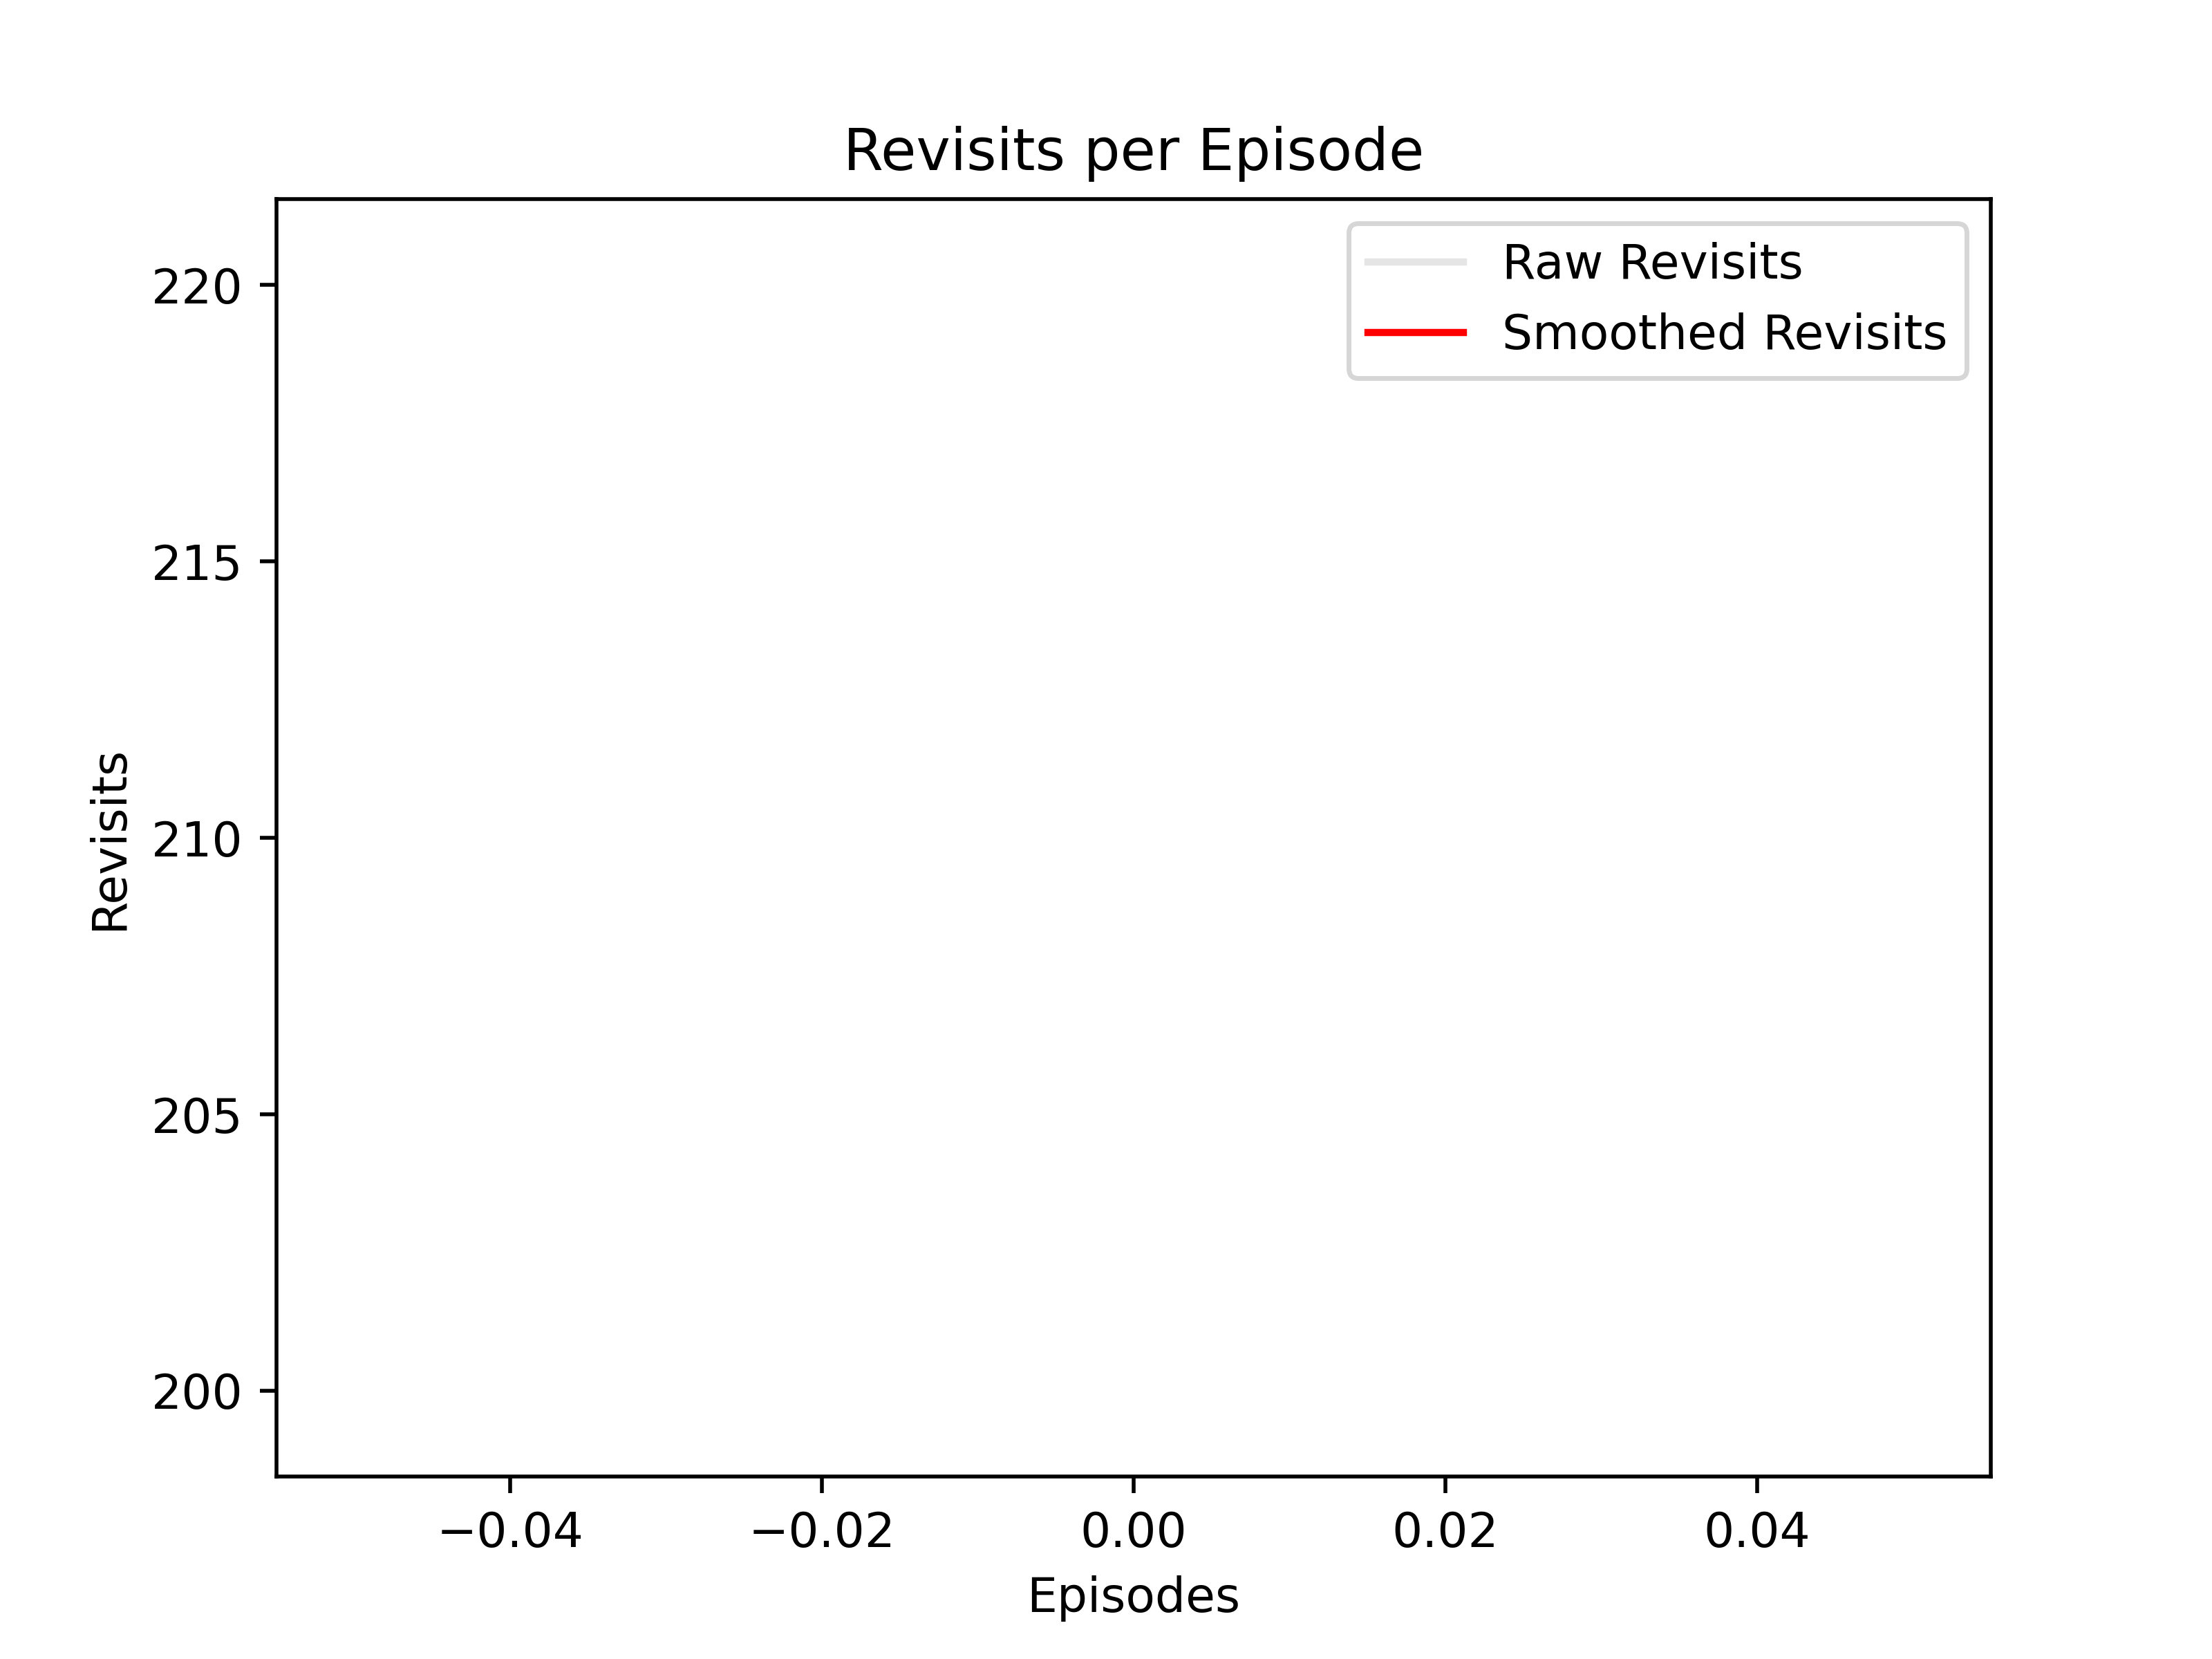 Revisits per Episode
Raw Revisits
Smoothed Revisits
220
215
210
205
200
Revisits
−0.04 −0.02 0.00 0.02 0.04
Episodes